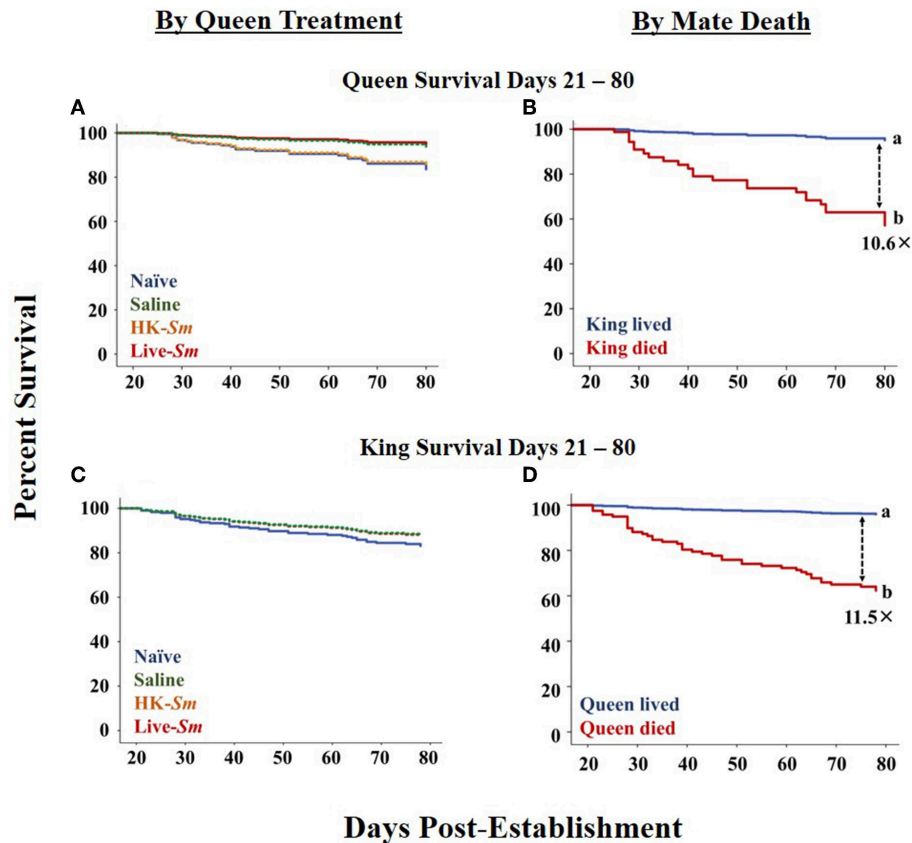 By Queen Treatment
By Mate Death
Queen Survival Days 21 – 80
A
B
100
80
60
40
20
0
Naïve
Saline
HK-Sm
Live-Sm
20 30 40 50 60 70 80
100
80
60
40
20
0
a
b
10.6×
King lived
King died
20 30 40 50 60 70 80
Percent Survival
King Survival Days 21 – 80
C
D
100
80
60
40
20
0
Naïve
Saline
HK-Sm
Live-Sm
20 30 40 50 60 70 80
100
80
60
40
20
0
a
b
11.5×
Queen lived
Queen died
20 30 40 50 60 70 80
Days Post-Establishment